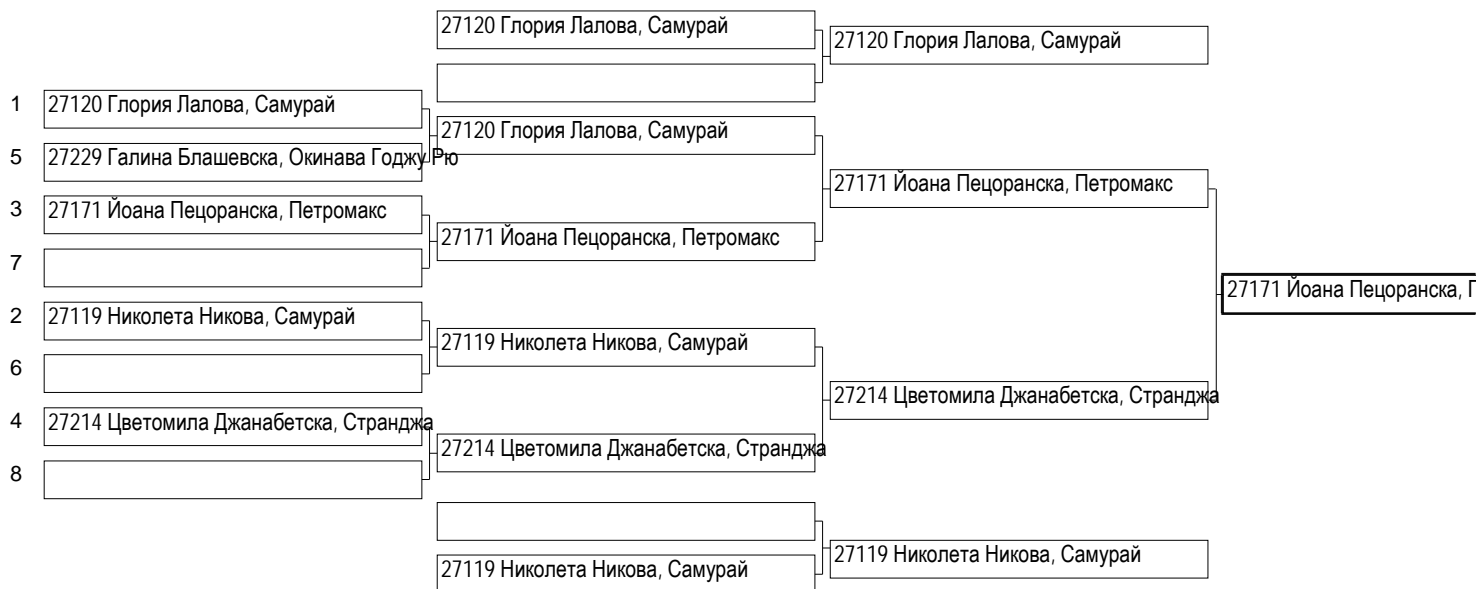 27120 Глория Лалова, Самурай
27120 Глория Лалова, Самурай
1 27120 Глория Лалова, Самурай
27120 Глория Лалова, Самурай
5 27229 Галина Блашевска, Окинава Годжу Рю
27171 Йоана Пецоранска, Петромакс
3 27171 Йоана Пецоранска, Петромакс
27171 Йоана Пецоранска, Петромакс
7
27171 Йоана Пецоранска,
2 27119 Николета Никова, Самурай
27119 Николета Никова, Самурай
6
27214 Цветомила Джанабетска, Странджа
4 27214 Цветомила Джанабетска, Странджа
27214 Цветомила Джанабетска, Странджа
8
27119 Николета Никова, Самурай
27119 Николета Никова, Самурай